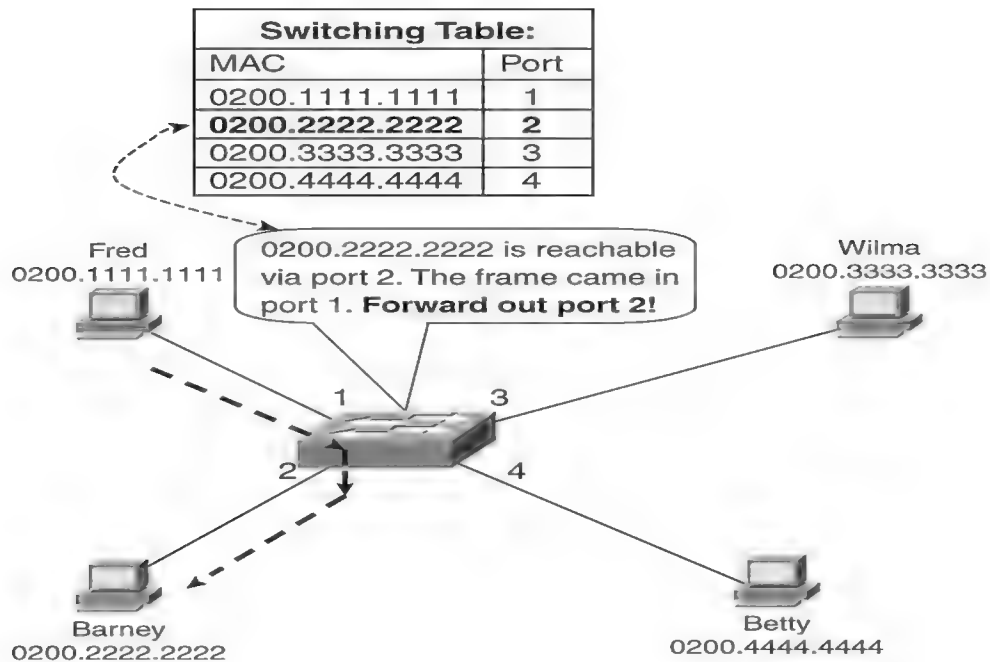 Switching Table:
MAC Port
0200.1111.1111 1
0200.2222.2222 2
0200.3333.3333 3
0200.4444.4444 4
Fred
0200.1111.1111
0200.2222.2222 is reachable
via port 2. The frame came in
port 1. Forward out port 2!
Wilma
0200.3333.3333
1
3
2
4
Barney
0200.2222.2222
Betty
0200.4444.4444